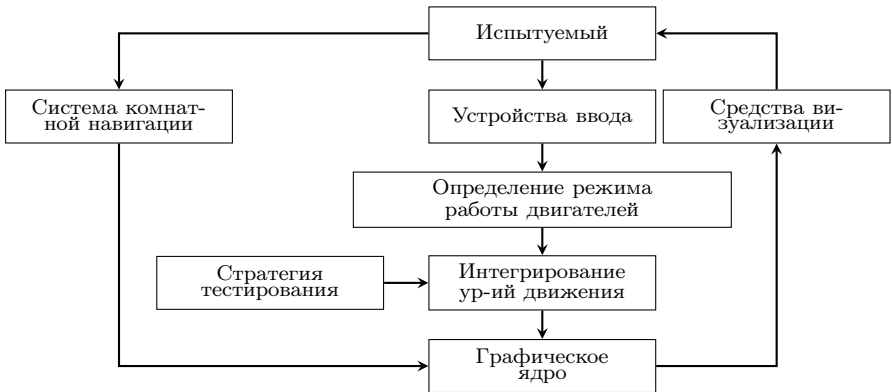 Испытуемый
Система комнат-
ной навигации
Устройства ввода
Средства ви-
зуализации
Определение режима
работы двигателей
Стратегия
тестирования
Интегрирование
ур-ий движения
Графическое
ядро